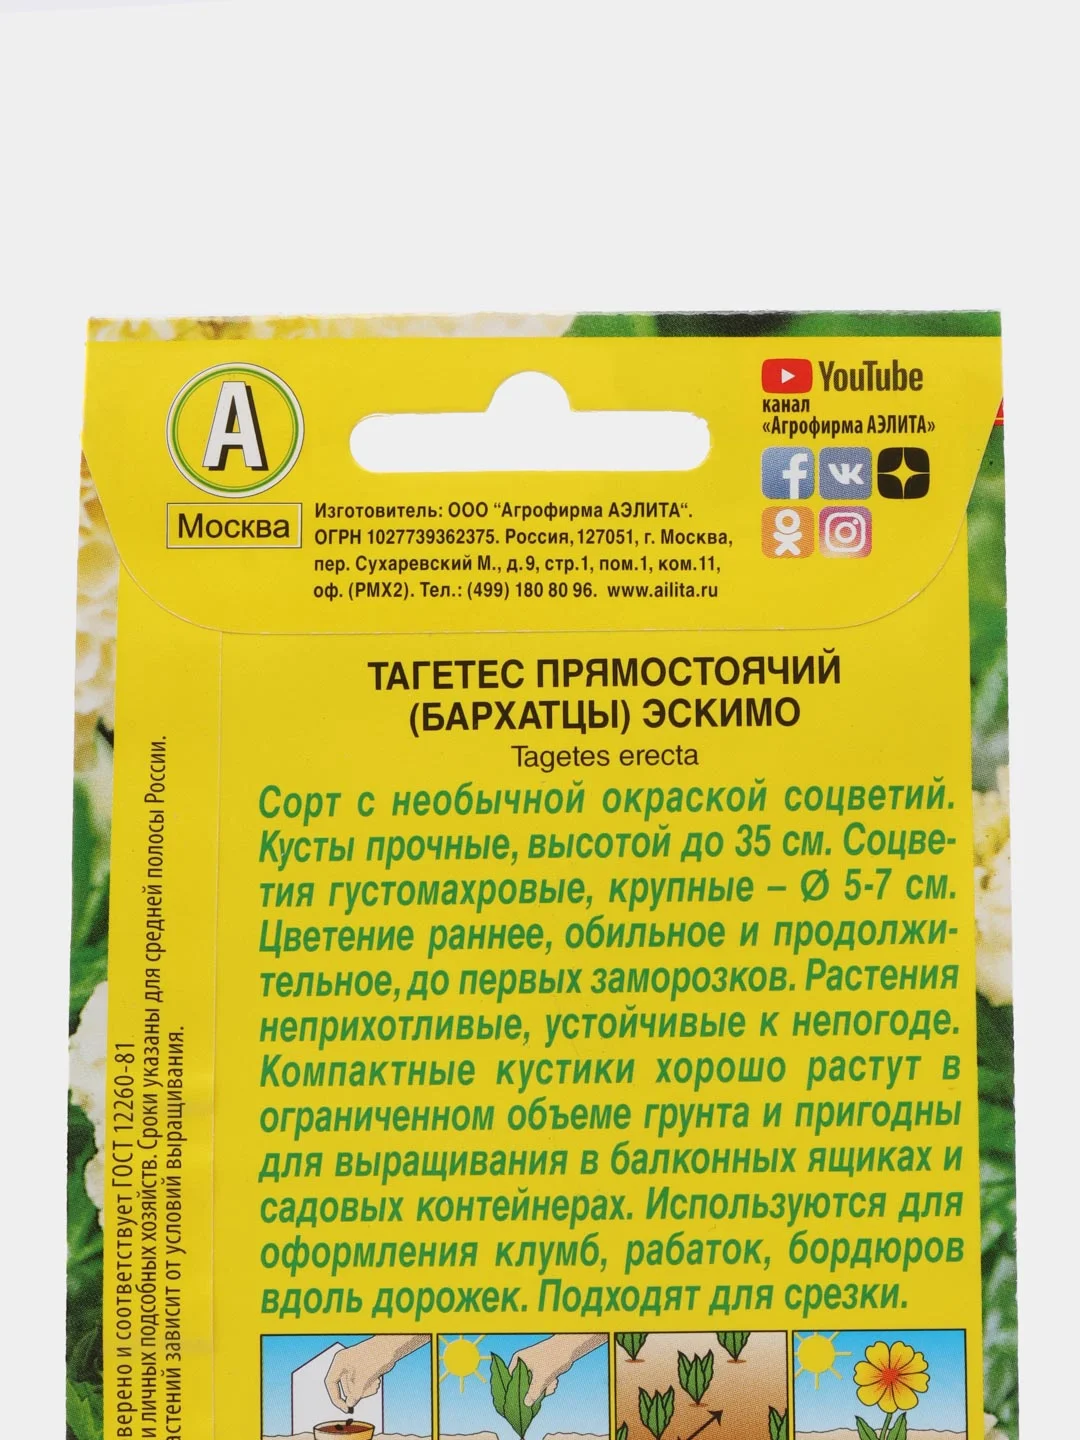 А
Москва
YouTube
канал
«Агрофирма АЭЛИТА»
Изготовитель: ООО “Агрофирма АЭЛИТА“.
ОГРН 1027739362375. Россия, 127051, г. Москва,
пер. Сухаревский М., д.9, стр.1, пом.1, ком.11,
оф. (РМХ2). Тел.: (499) 180 80 96. www.ailita.ru
ТАГЕТЕС ПРЯМОСТОЯЧИЙ
(БАРХАТЦЫ) ЭСКИМО
Tagetes erecta
Сорт с необычной окраской соцветий.
Кусты прочные, высотой до 35 см. Соцве-
тия густомахровые, крупные – Ø 5-7 см.
Цветение раннее, обильное и продолжи-
тельное, до первых заморозков. Растения
неприхотливые, устойчивые к непогоде.
Компактные кустики хорошо растут в
ограниченном объеме грунта и пригодны
для выращивания в балконных ящиках и
садовых контейнерах. Используются для
оформления клумб, рабаток, бордюров
вдоль дорожек. Подходят для срезки.
верено и соответствует ГОСТ 12260-81
и личных подсобных хозяйств. Сроки указаны для средней полосы России.
астений зависит от условий выращивания.